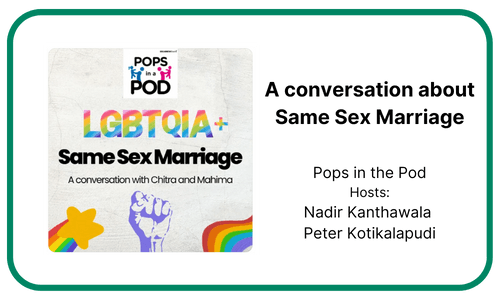 POPS
in a
POD
LGBTQIA+
Same Sex Marriage
A conversation with Chitra and Mahima
A conversation about
Same Sex Marriage
Pops in the Pod
Hosts:
Nadir Kanthawala
Peter Kotikalapudi